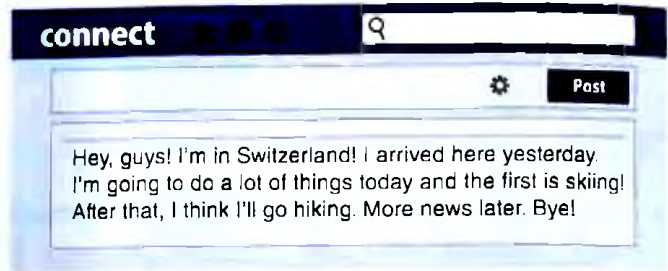 connect
Post
Hey, guys! I'm in Switzerland! I arrived here yesterday.
I'm going to do a lot of things today and the first is skiing!
After that, I think I'll go hiking. More news later. Bye!